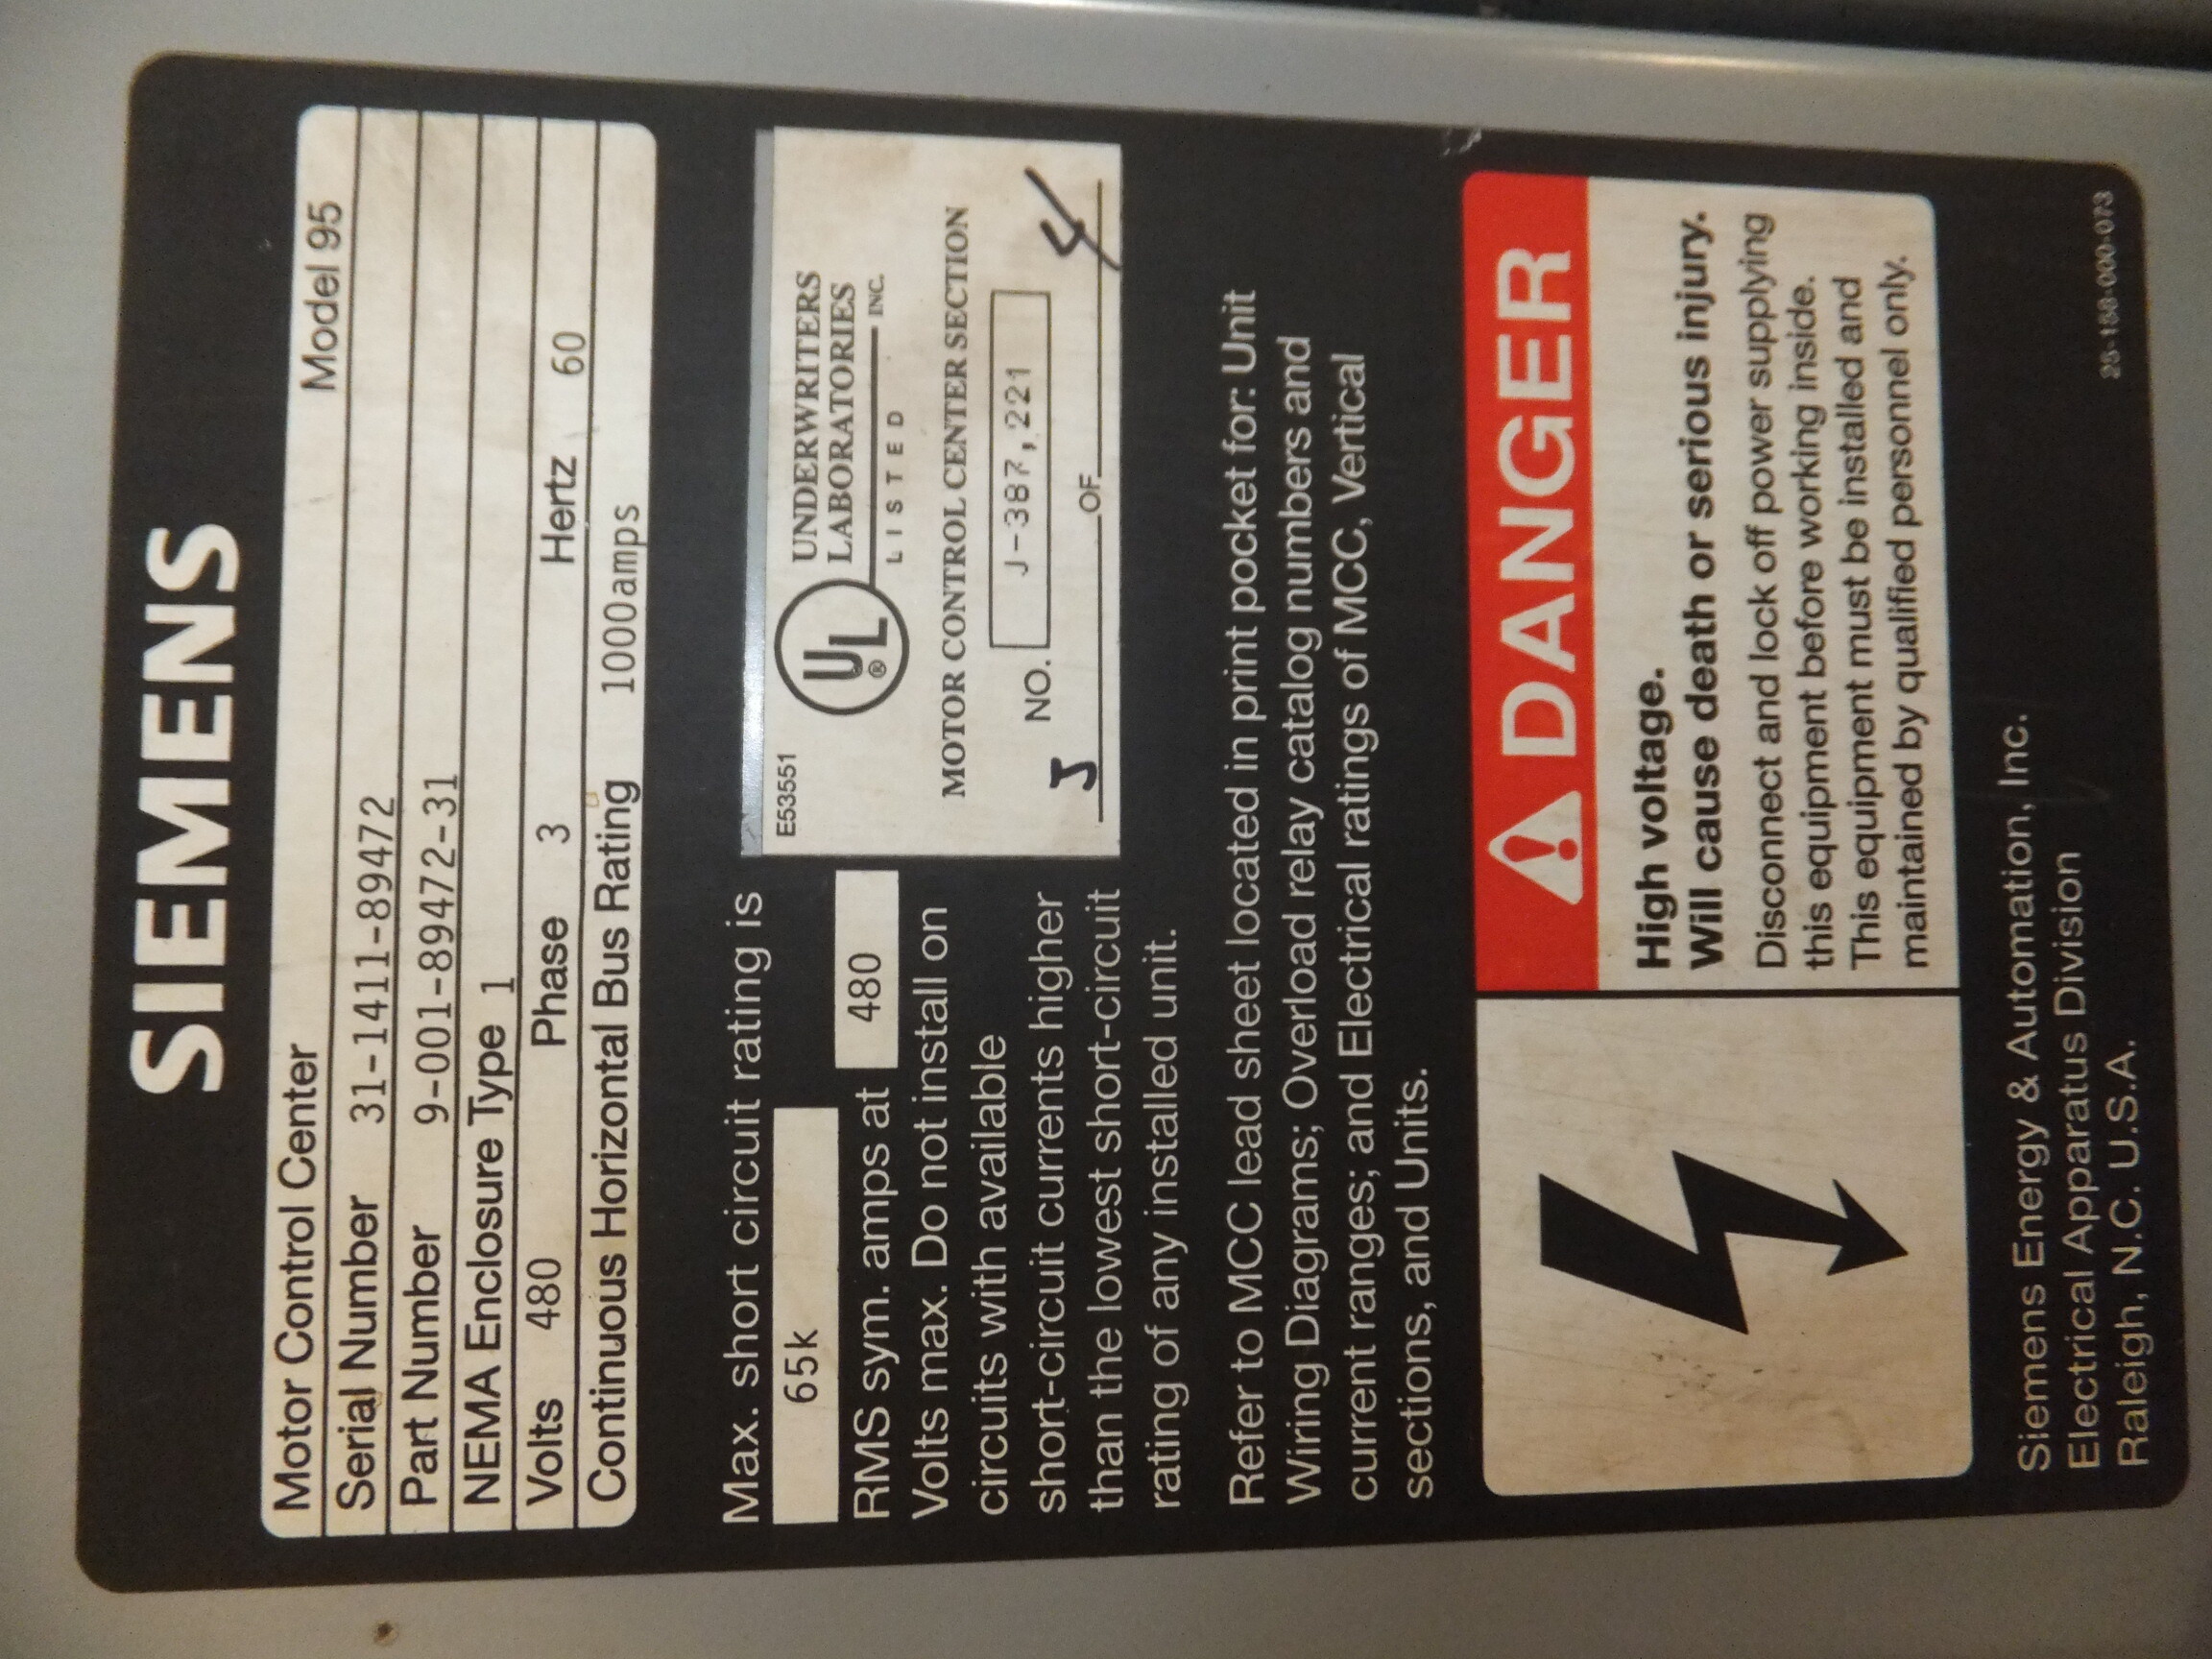 SIEMENS
Motor Control Center Model 95
Serial Number 31-1411-89472
Part Number 9-001-89472-31
NEMA Enclosure Type 1
Volts 480 Phase 3 Hertz 60
Continuous Horizontal Bus Rating 1000amps
Max. short circuit rating is
65k
RMS sym. amps at 480
Volts max. Do not install on
circuits with available
short-circuit currents higher
than the lowest short-circuit
rating of any installed unit.
E53551
UL ®
UNDERWRITERS
LABORATORIES
INC.
LISTED
MOTOR CONTROL CENTER SECTION
NO. J-387,221
OF 4
Refer to MCC lead sheet located in print pocket for: Unit
Wiring Diagrams; Overload relay catalog numbers and
current ranges; and Electrical ratings of MCC, Vertical
sections, and Units.
DANGER
High voltage.
Will cause death or serious injury.
Disconnect and lock off power supplying
this equipment before working inside.
This equipment must be installed and
maintained by qualified personnel only.
Siemens Energy & Automation, Inc.
Electrical Apparatus Division
Raleigh, N.C. U.S.A.